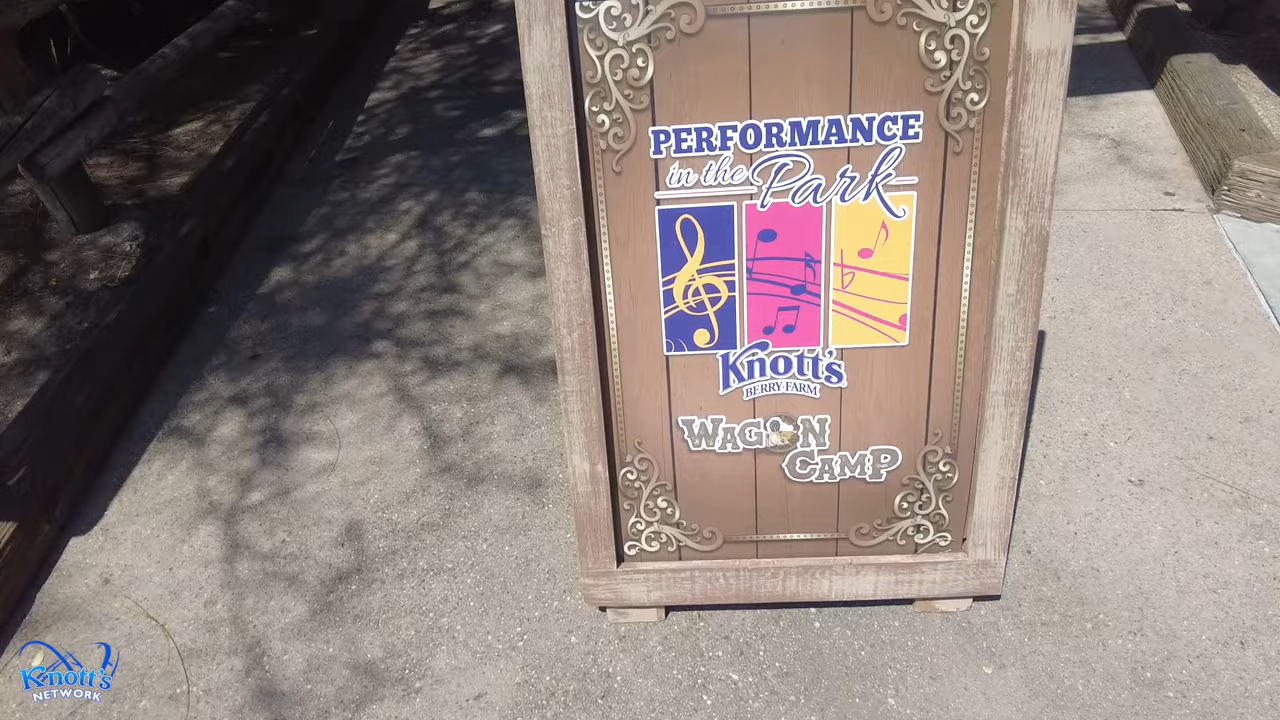 PERFORMANCE
in the Park
Knott's
BERRY FARM
WAGON
CAMP
Knott's
NETWORK